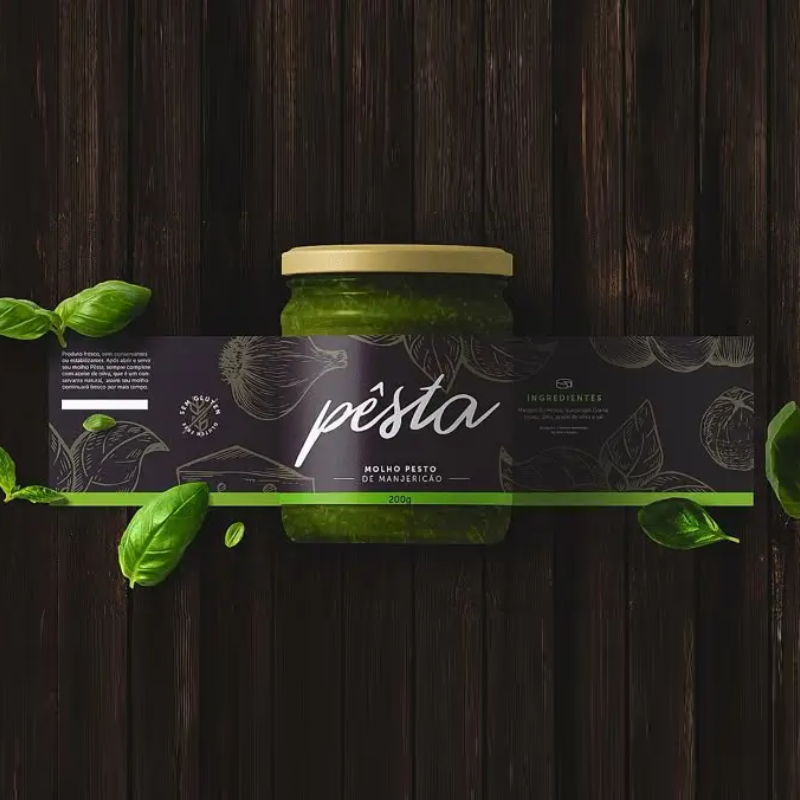 Produto fresco, sem conservantes
ou estabilizantes. Após abrir e servir
seu molho Pêsta, sempre complete
com azeite de oliva, que é um con-
servante natural, assim seu molho
continuará fresco por mais tempo.
SEM GLÚTEN
GLUTEN FREE
pêsta
MOLHO PESTO
DE MANJERICÃO
200g
INGREDIENTES